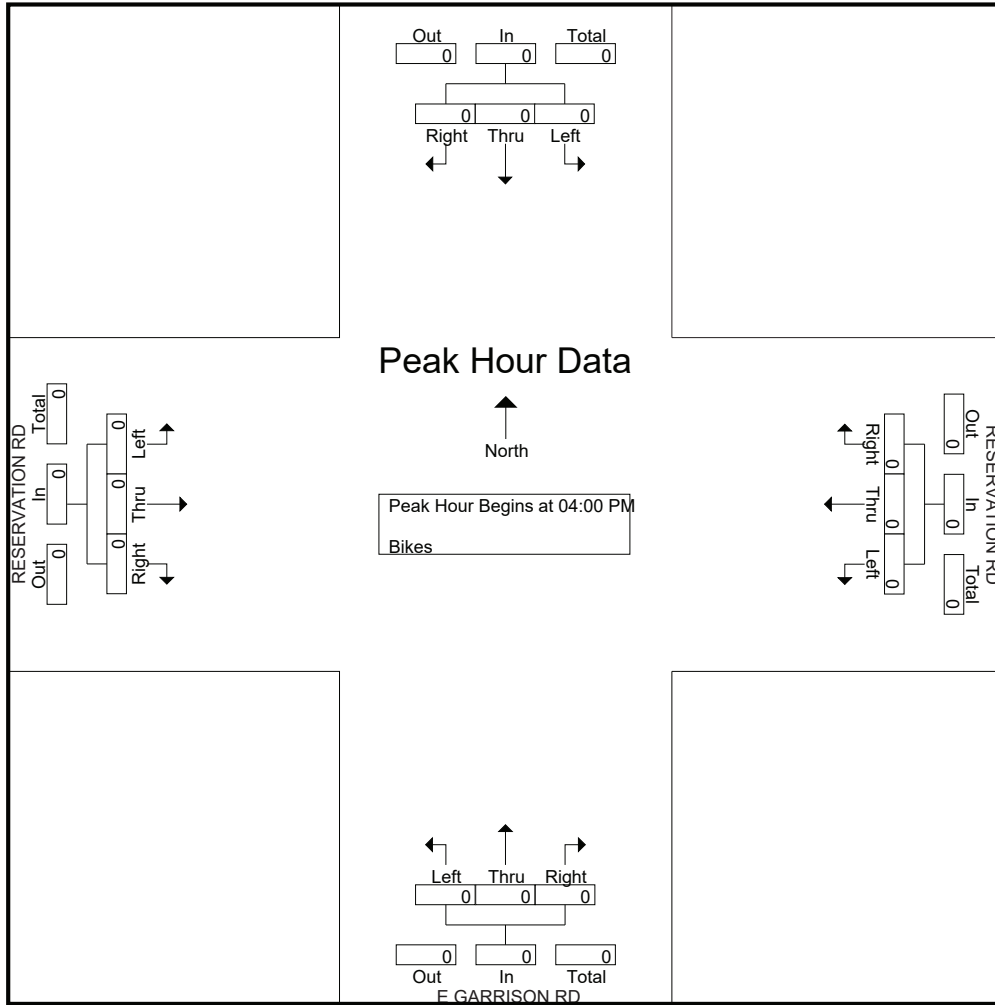 Out In Total
0 0 0
0 0 0
Right Thru Left
Peak Hour Data
North
Peak Hour Begins at 04:00 PM
Bikes
RESERVATION RD
Total In Out
0 0 0
0 0 0
Left Thru Right
Right Thru Left
0 0 0
0 0 0
Out In Total
RESERVATION RD
Left Thru Right
0 0 0
0 0 0
Out In Total
E GARRISON RD